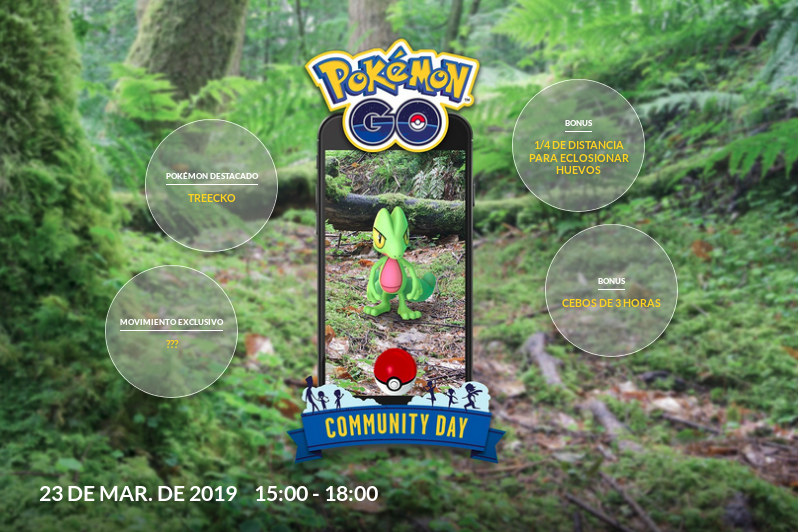 POKÉMON
GO
POKÉMON DESTACADO
TREECKO
MOVIMIENTO EXCLUSIVO
???
BONUS
1/4 DE DISTANCIA
PARA ECLOSIONAR
HUEVOS
BONUS
CEBOS DE 3 HORAS
COMMUNITY DAY
23 DE MAR. DE 2019 15:00 - 18:00